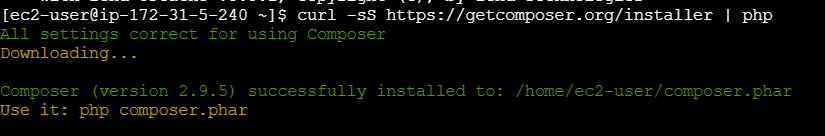 [ec2-user@ip-172-31-5-240 ~]$ curl -sS https://getcomposer.org/installer | php
All settings correct for using Composer
Downloading...
Composer (version 2.9.5) successfully installed to: /home/ec2-user/composer.phar
Use it: php composer.phar